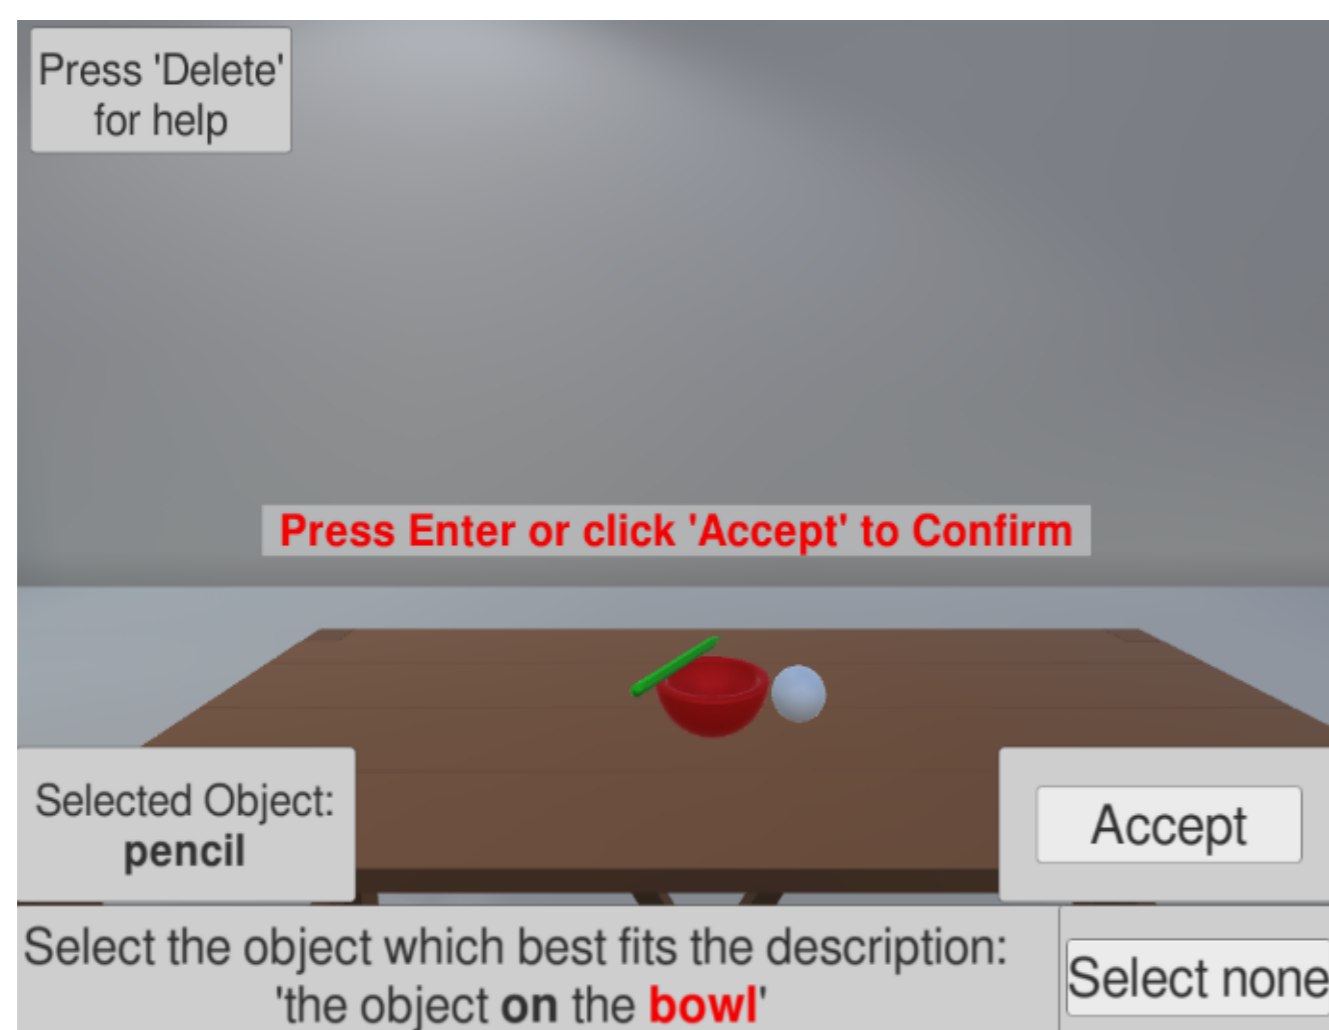 Press 'Delete'
for help
Press Enter or click 'Accept' to Confirm
Selected Object:
pencil
Accept
Select the object which best fits the description:
'the object on the bowl'
Select none